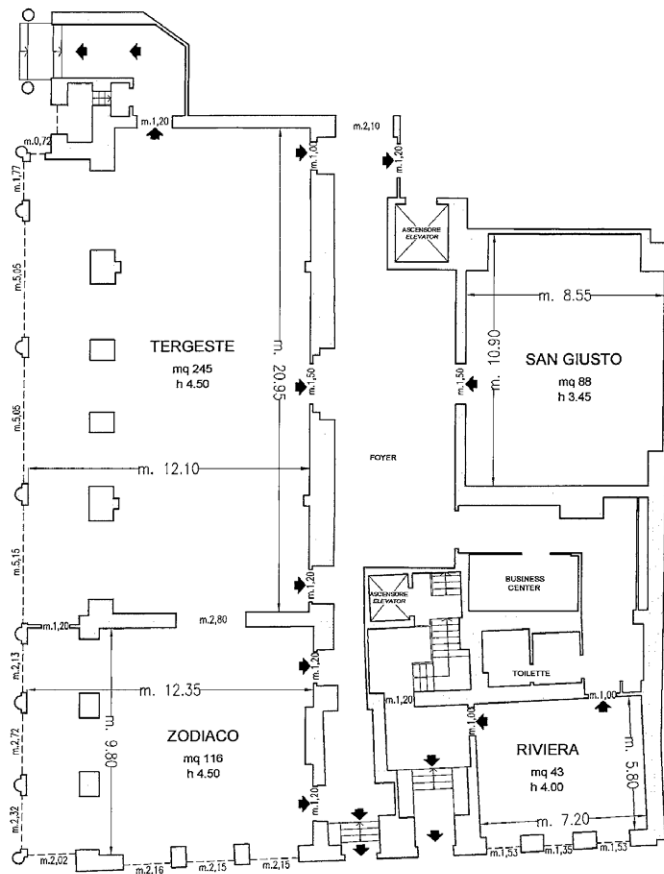 m.2,10
m.1,20
m.1,00
m.1,20
m.0,72
m.1,77
ASCENSORE
ELEVATOR
m.5,05
m. 8.55
TERGESTE
mq 245
h 4.50
m. 20.95
m.1,50
m.1,50
m. 10.90
SAN GIUSTO
mq 88
h 3.45
m.5,05
FOYER
m. 12.10
m.5,15
m.1,20
ASCENSORE
ELEVATOR
BUSINESS
CENTER
m.1,20
m.2,80
m.2,13
m.1,20
TOILETTE
m. 12.35
m.1,20
m.1,00
m.1,00
m.2,72
m. 9.80
ZODIACO
mq 116
h 4.50
RIVIERA
mq 43
h 4.00
m. 5.80
m.2,32
m.1,20
m. 7.20
m.2,02
m.2,16
m.2,15
m.2,15
m.1,53
m.1,35
m.1,53